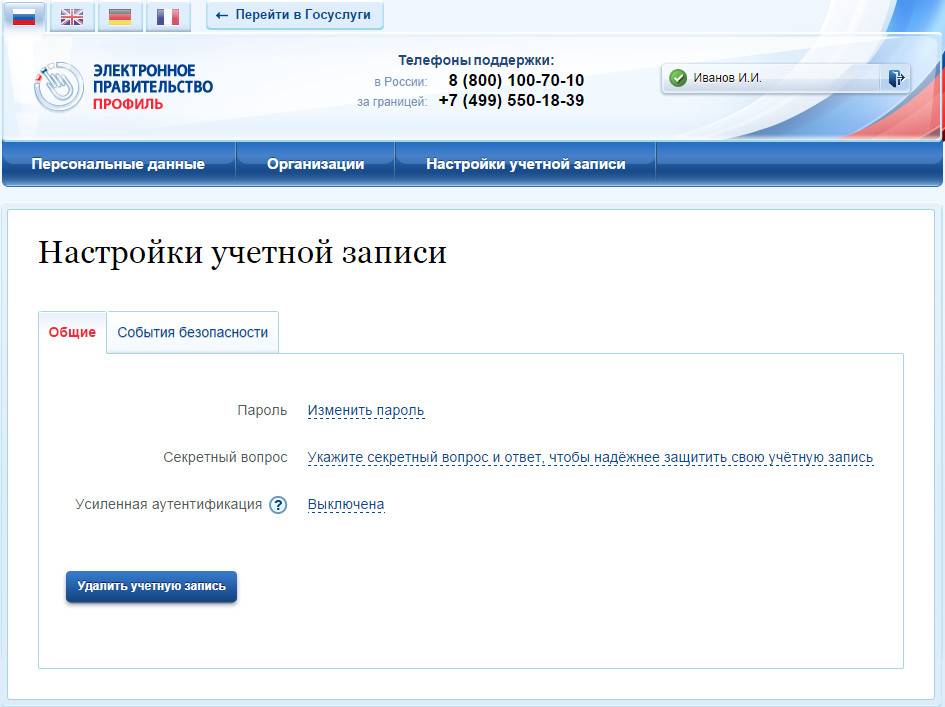 ← Перейти в Госуслуги
ЭЛЕКТРОННОЕ
ПРАВИТЕЛЬСТВО
ПРОФИЛЬ
Телефоны поддержки:
в России: 8 (800) 100-70-10
за границей: +7 (499) 550-18-39
Иванов И.И.
Персональные данные Организации Настройки учетной записи
Настройки учетной записи
Общие События безопасности
Пароль Изменить пароль
Секретный вопрос Укажите секретный вопрос и ответ, чтобы надёжнее защитить свою учётную запись
Усиленная аутентификация ? Выключена
Удалить учетную запись